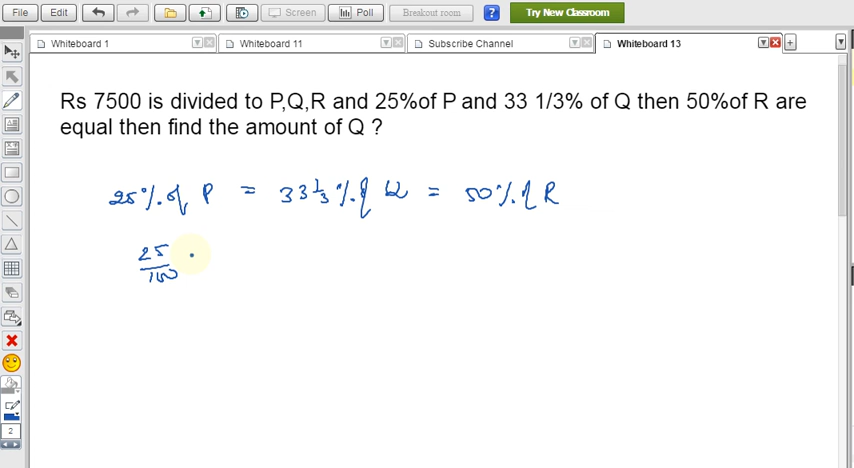 File Edit Screen Poll Breakout room ? Try New Classroom
Whiteboard 1 Whiteboard 11 Subscribe Channel Whiteboard 13
Rs 7500 is divided to P,Q,R and 25%of P and 33 1/3% of Q then 50%of R are
equal then find the amount of Q ?
25%.of P = 33 1/3 %.of Q = 50%.of R
25
100
2